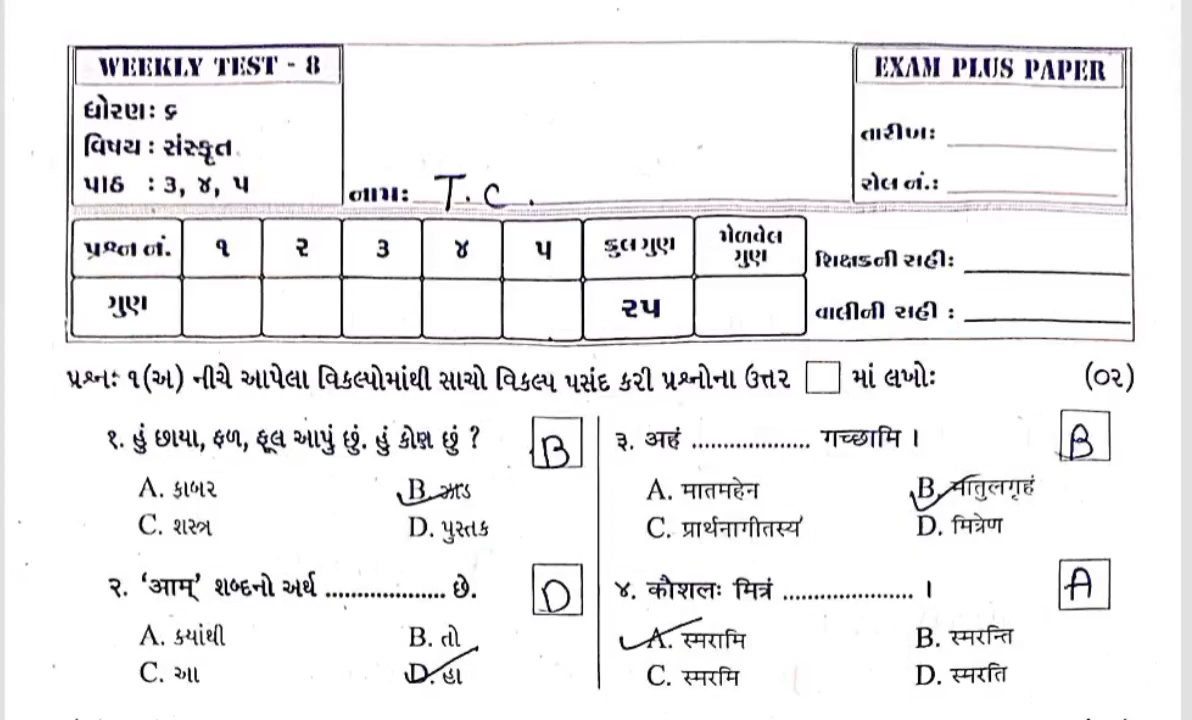 WEEKLY TEST - 8
EXAM PLUS PAPER
ધોરણ: ૬
વિષય : સંસ્કૃત
પાઠ : ૩, ૪, ૫
નામ: T.C.
તારીખ:
રોલ નં.:
પ્રશ્ન નં. ૧ ૨ ૩ ૪ ૫ કુલ ગુણ મેળવેલ ગુણ
ગુણ ૨૫
શિક્ષકની સહી:
વાલીની સહી :
પ્રશ્ન: ૧(અ) નીચે આપેલા વિકલ્પોમાંથી સાચો વિકલ્પ પસંદ કરી પ્રશ્નોના ઉત્તર માં લખો: (૦૨)
૧. હું છાયા, ફળ, ફૂલ આપું છું. હું કોણ છું ? B
A. કાબર B. ઝાડ
C. શસ્ત્ર D. પુસ્તક
૨. ‘आम्’ શબ્દનો અર્થ .................... છે. D
A. ક્યાંથી B. તો
C. આ D. હા
૩. अहं ................... गच्छामि । B
A. मातमहेन B. मातुलगृहं
C. प्रार्थनागीतस्य D. मित्रेण
૪. कौशलः मित्रं ..................... । A
A. स्मरामि B. स्मरन्ति
C. स्मरमि D. स्मरति